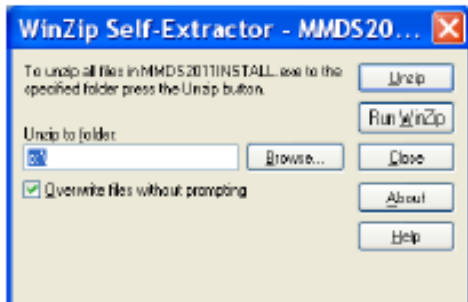 WinZip Self-Extractor - MMDS20...
To unzip all files in MMDS2011INSTALL.exe to the
specified folder press the Unzip button.
Unzip
Run WinZip
Unzip to folder:
c:\
Browse...
Close
Overwrite files without prompting
About
Help